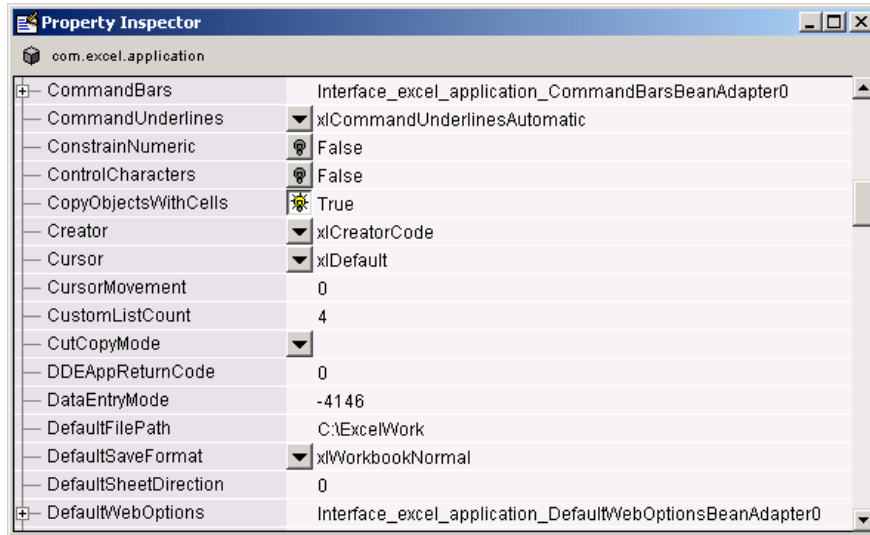 Property Inspector
com.excel.application
CommandBars Interface_excel_application_CommandBarsBeanAdapter0
CommandUnderlines xlCommandUnderlinesAutomatic
ConstrainNumeric False
ControlCharacters False
CopyObjectsWithCells True
Creator xlCreatorCode
Cursor xlDefault
CursorMovement 0
CustomListCount 4
CutCopyMode
DDEAppReturnCode 0
DataEntryMode -4146
DefaultFilePath C:\ExcelWork
DefaultSaveFormat xlWorkbookNormal
DefaultSheetDirection 0
DefaultWebOptions Interface_excel_application_DefaultWebOptionsBeanAdapter0